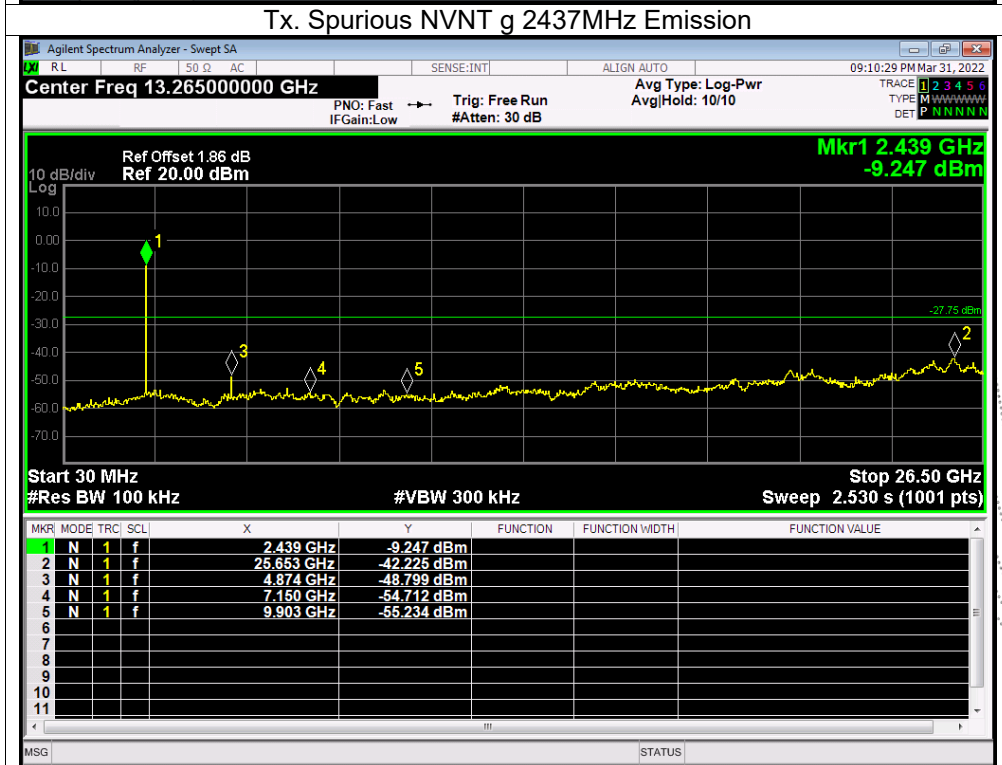 Tx. Spurious NVNT g 2437MHz Emission
Agilent Spectrum Analyzer - Swept SA
LXI RL RF 50 Ω AC SENSE:INT ALIGN AUTO 09:10:29 PM Mar 31, 2022
Center Freq 13.265000000 GHz Avg Type: Log-Pwr TRACE 1 2 3 4 5 6
PNO: Fast Trig: Free Run Avg|Hold: 10/10 TYPE M WWWWW
IFGain:Low #Atten: 30 dB DET P N N N N N
Mkr1 2.439 GHz
-9.247 dBm
Ref Offset 1.86 dB
10 dB/div Ref 20.00 dBm
Log
10.0
0.00
1
-10.0
-20.0
-27.75 dBm
-30.0
2
-40.0
3
4
5
-50.0
-60.0
-70.0
Start 30 MHz Stop 26.50 GHz
#Res BW 100 kHz #VBW 300 kHz Sweep 2.530 s (1001 pts)
MKR MODE TRC SCL X Y FUNCTION FUNCTION WIDTH FUNCTION VALUE
1 N 1 f 2.439 GHz -9.247 dBm
2 N 1 f 25.653 GHz -42.225 dBm
3 N 1 f 4.874 GHz -48.799 dBm
4 N 1 f 7.150 GHz -54.712 dBm
5 N 1 f 9.903 GHz -55.234 dBm
6
7
8
9
10
11
MSG STATUS